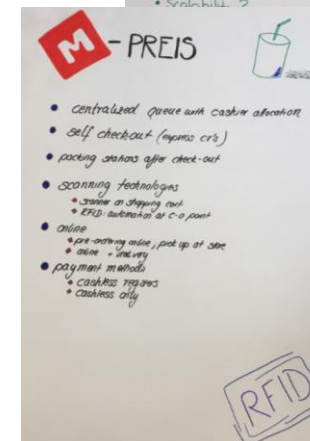 • Scalability ?
M - PREIS
• centralized queue with cashier allocation
• self checkout (express c/o's)
• packing stations after check-out
• scanning technologies
• scanner on shopping cart
• RFID: automation at c-o point
• online
• pre-ordering online, pick up at store
• online + delivery
• payment methods
• cashless registers
• cashless only
RFID